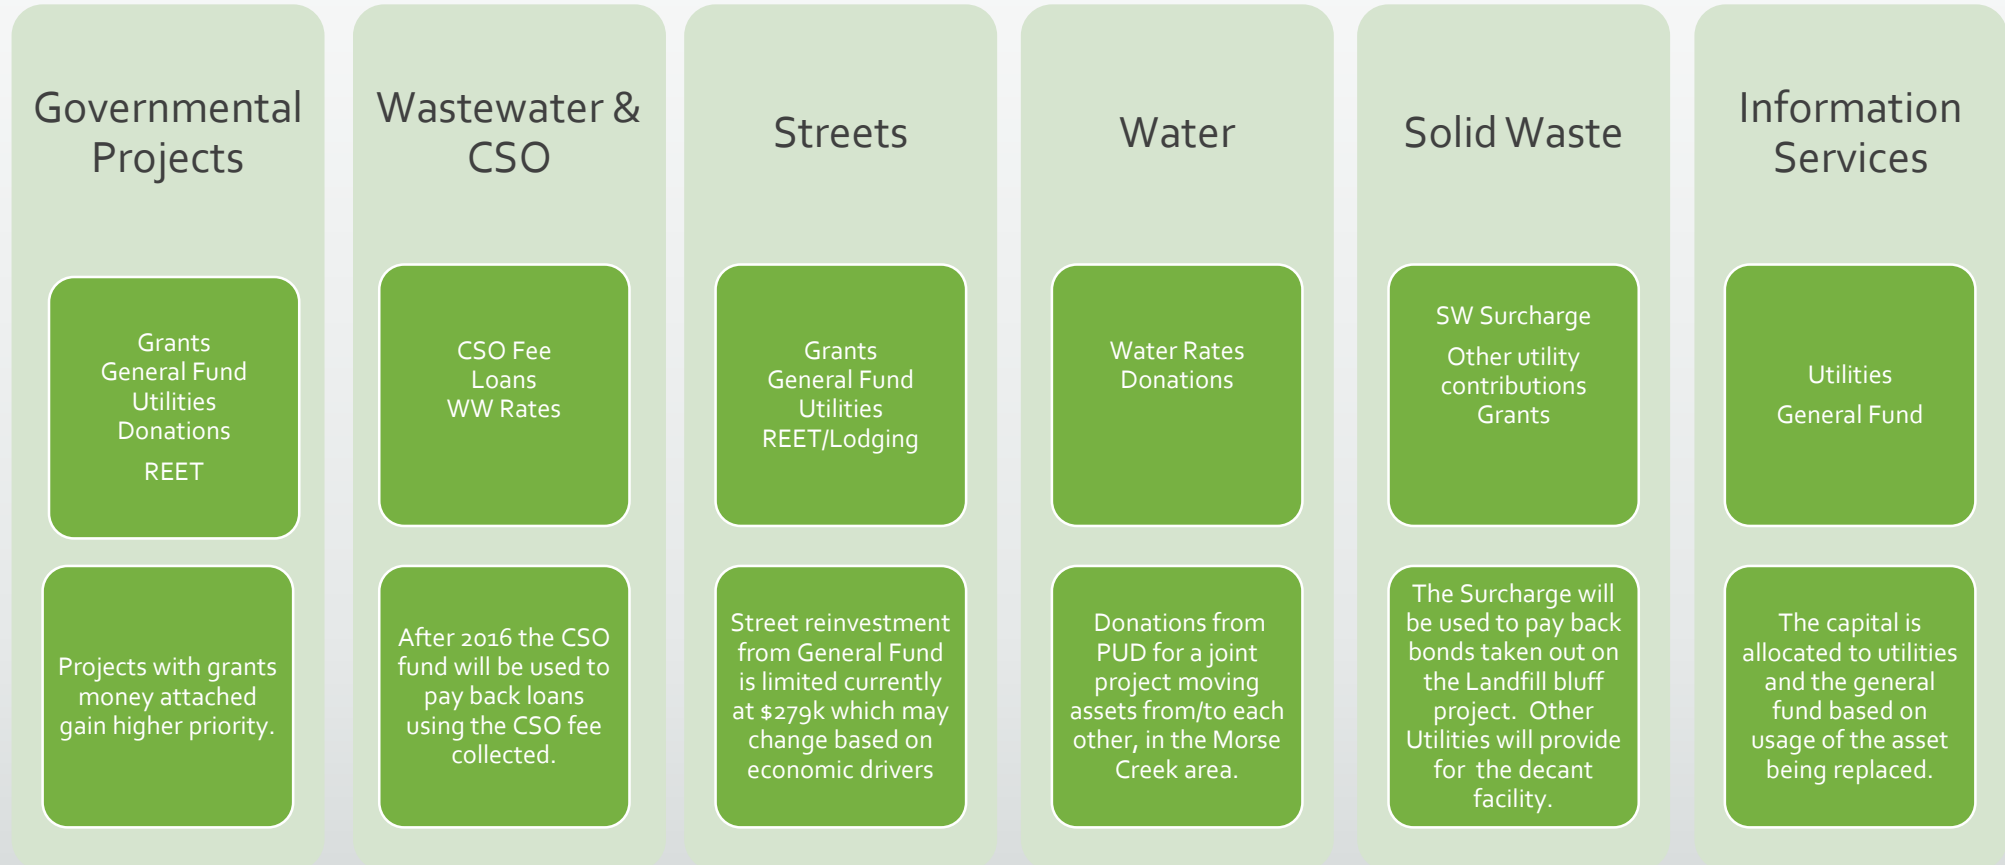 Governmental
Projects
Grants
General Fund
Utilities
Donations
REET
Projects with grants
money attached
gain higher priority.
Wastewater &
CSO
CSO Fee
Loans
WW Rates
After 2016 the CSO
fund will be used to
pay back loans
using the CSO fee
collected.
Streets
Grants
General Fund
Utilities
REET/Lodging
Street reinvestment
from General Fund
is limited currently
at $279k which may
change based on
economic drivers
Water
Water Rates
Donations
Donations from
PUD for a joint
project moving
assets from/to each
other, in the Morse
Creek area.
Solid Waste
SW Surcharge
Other utility
contributions
Grants
The Surcharge will
be used to pay back
bonds taken out on
the Landfill bluff
project.  Other
Utilities will provide
for  the decant
facility.
Information
Services
Utilities
General Fund
The capital is
allocated to utilities
and the general
fund based on
usage of the asset
being replaced.